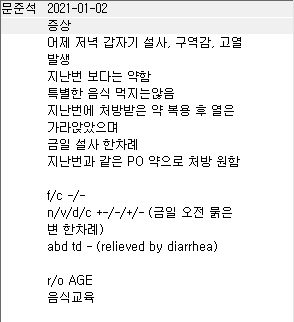 문준석 2021-01-02
증상
어제 저녁 갑자기 설사, 구역감, 고열
발생
지난번 보다는 약함
특별한 음식 먹지는않음
지난번에 처방받은 약 복용 후 열은
가라앉았으며
금일 설사 한차례
지난번과 같은 PO 약으로 처방 원함
f/c -/-
n/v/d/c +-/-/+/- (금일 오전 묽은
변 한차례)
abd td - (relieved by diarrhea)
r/o AGE
음식교육